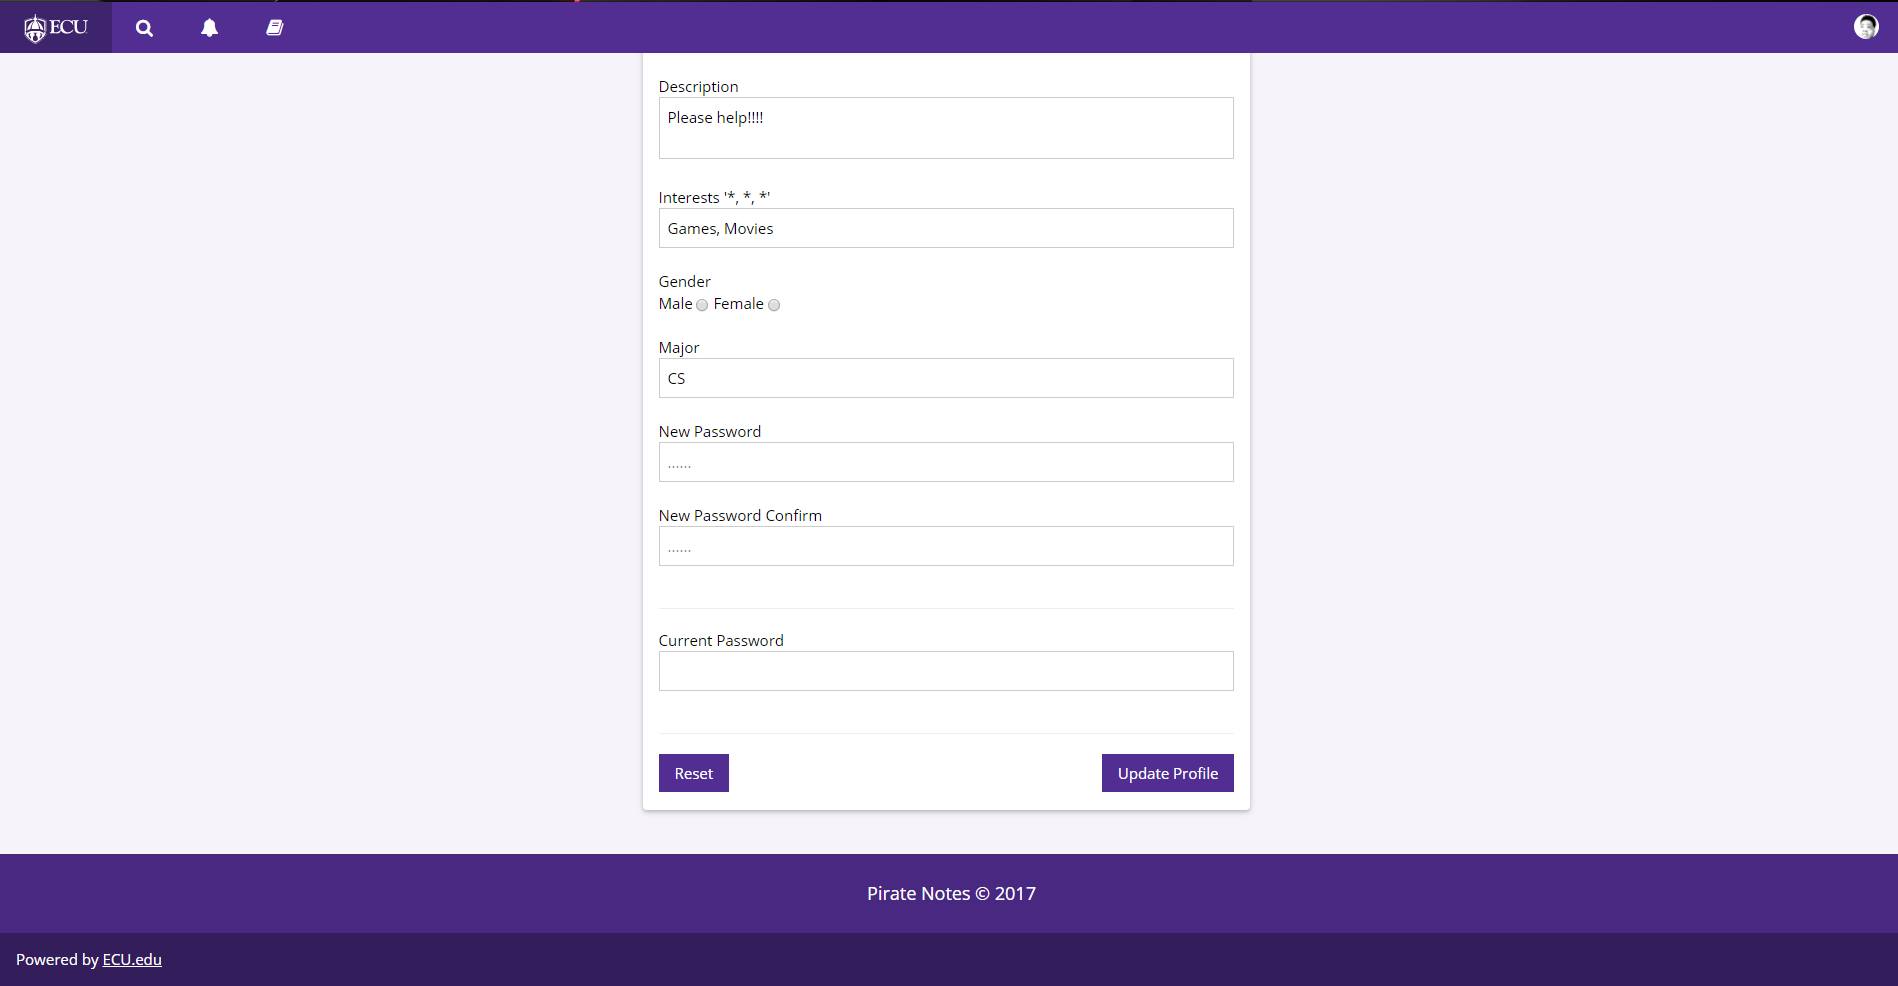 ECU
Description
Please help!!!!
Interests '*, *, *'
Games, Movies
Gender
Male Female
Major
CS
New Password
......
New Password Confirm
......
Current Password
Reset Update Profile
Pirate Notes © 2017
Powered by ECU.edu